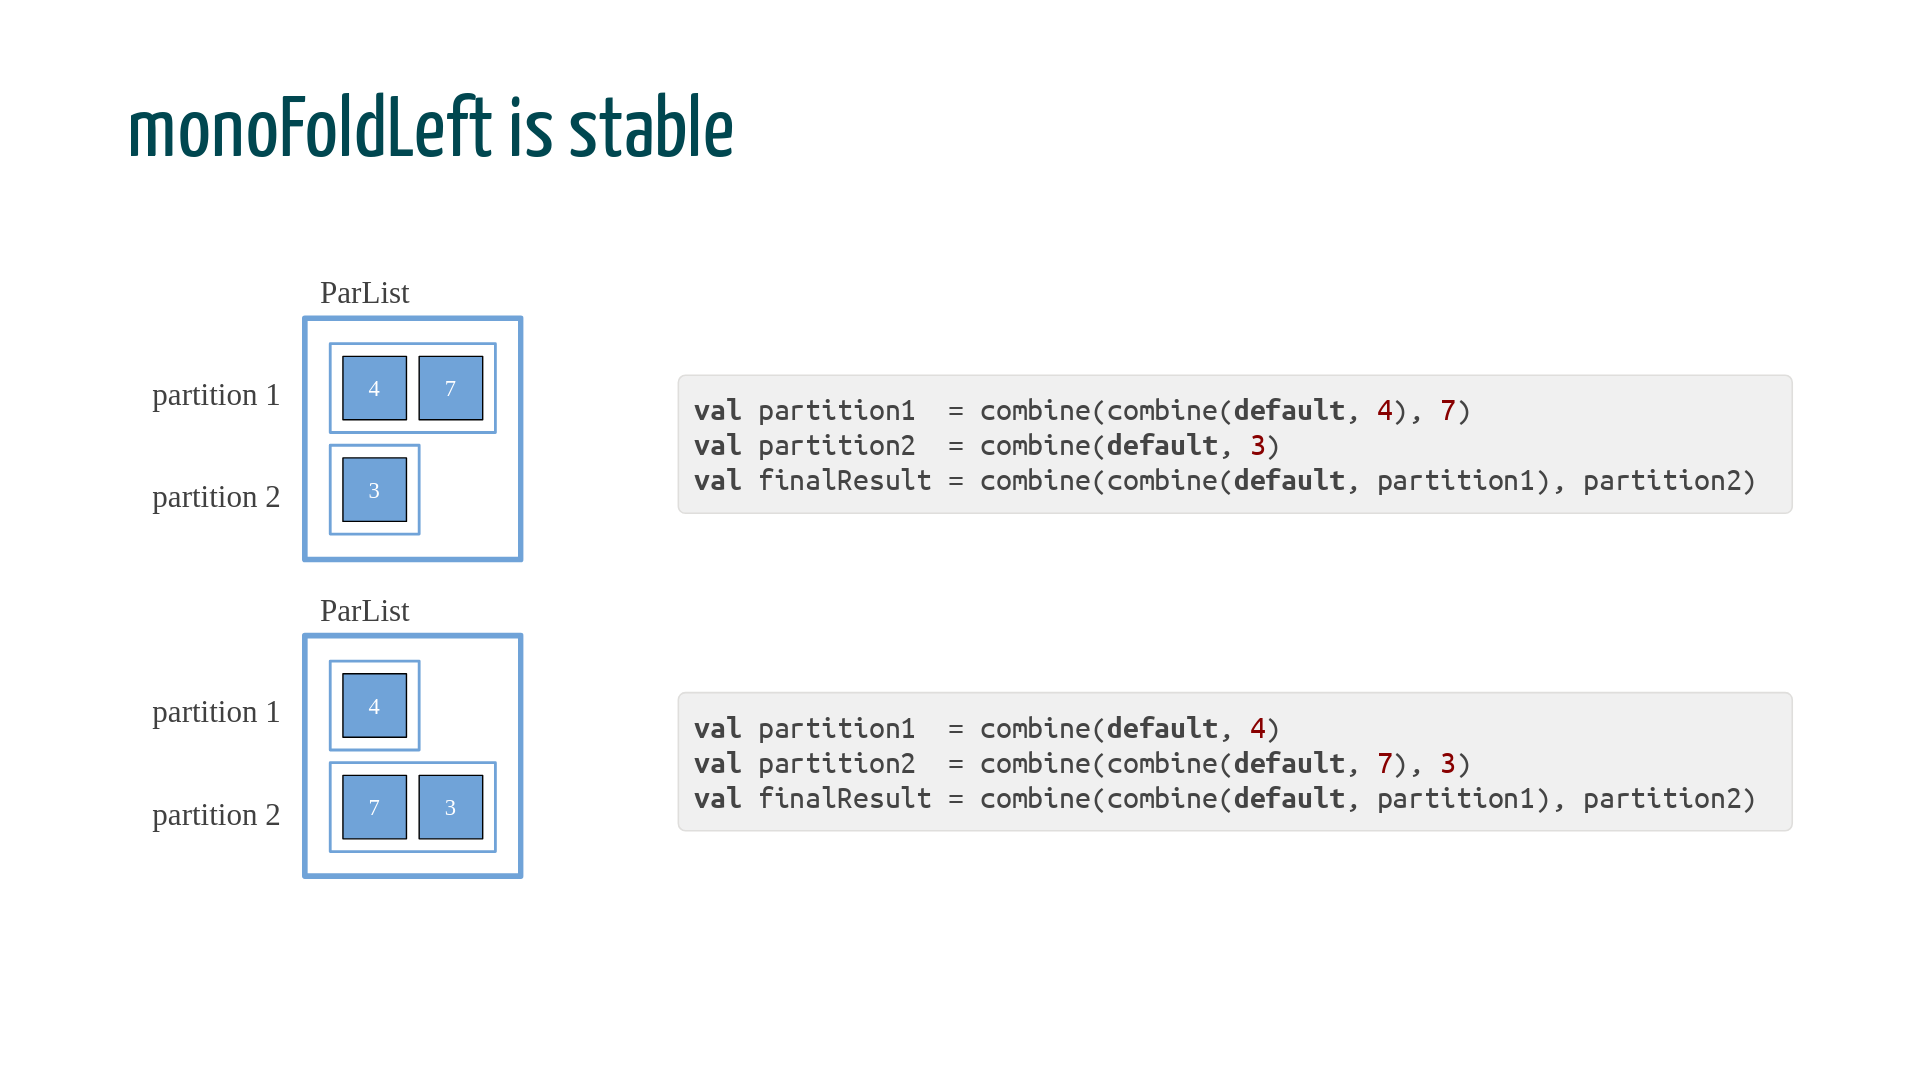 monoFoldLeft is stable
ParList
partition 1
4 7
partition 2
3
val partition1  = combine(combine(default, 4), 7)
val partition2  = combine(default, 3)
val finalResult = combine(combine(default, partition1), partition2)
ParList
partition 1
4
partition 2
7 3
val partition1  = combine(default, 4)
val partition2  = combine(combine(default, 7), 3)
val finalResult = combine(combine(default, partition1), partition2)